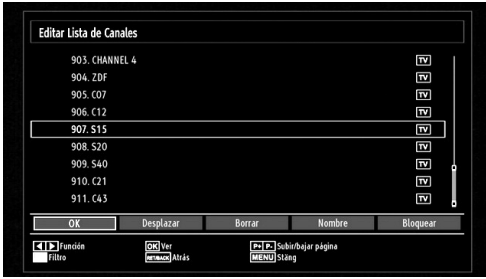 Editar Lista de Canales
903. CHANNEL 4 TV
904. ZDF TV
905. C07 TV
906. C12 TV
907. S15 TV
908. S20 TV
909. S40 TV
910. C21 TV
911. C43 TV
OK Desplazar Borrar Nombre Bloquear
Función OK Ver P+ P- Subir/bajar página
Filtro RET/BACK Atrás MENU Stäng